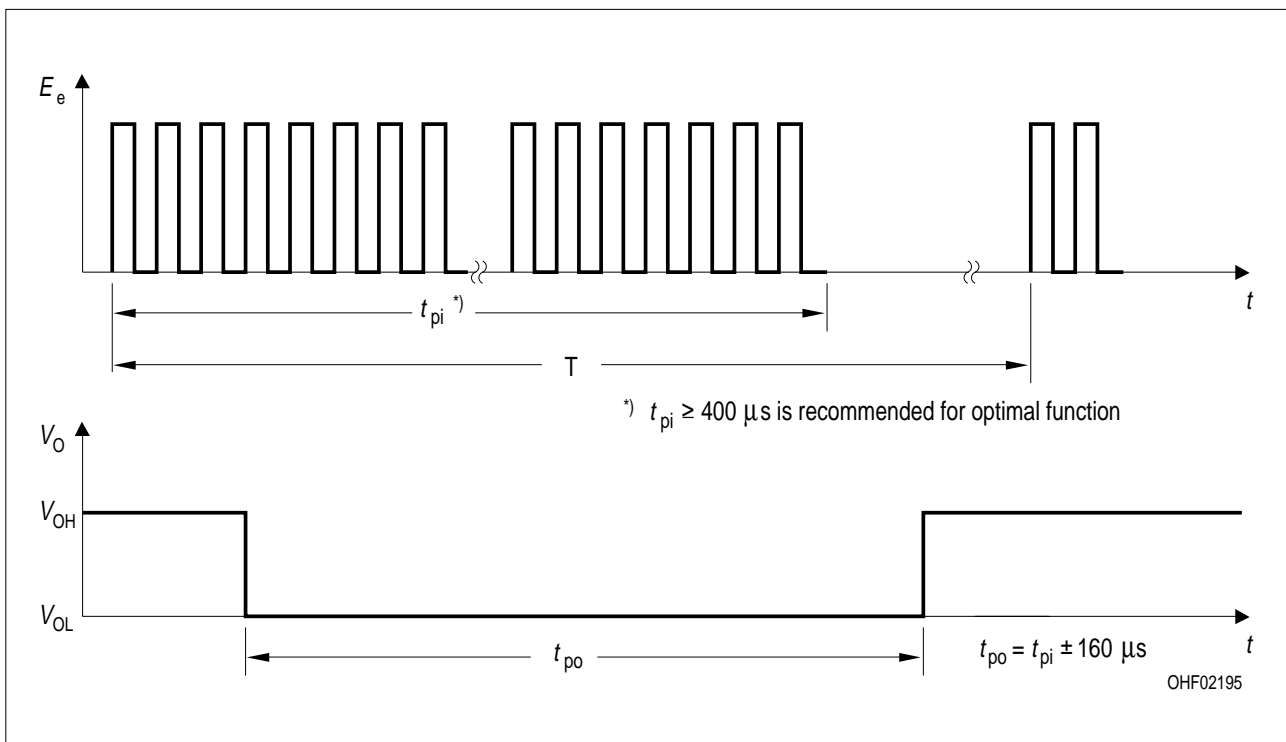 E e
t pi *)
t
T
*) t pi ≥ 400 μs is recommended for optimal function
V O
V OH
V OL
t po
t po = t pi ± 160 μs
t
OHF02195